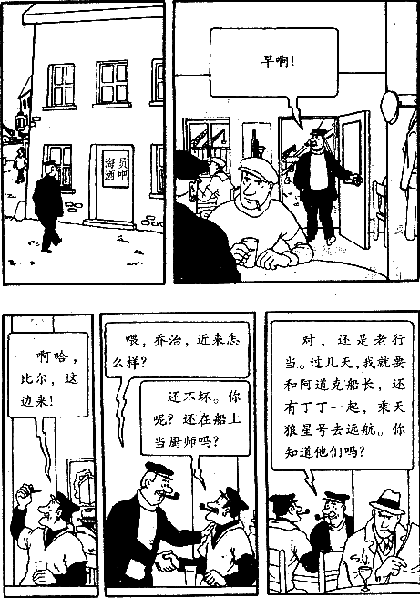 海员
酒吧
早啊！
啊哈，
比尔，这
边来！
喂，乔治，近来怎
么样？
还不坏。你
呢？还在船上
当厨师吗？
对，还是老行
当。过几天，我就要
和阿道克船长，还
有丁丁一起，乘天
狼星号去远航。你
知道他们吗？